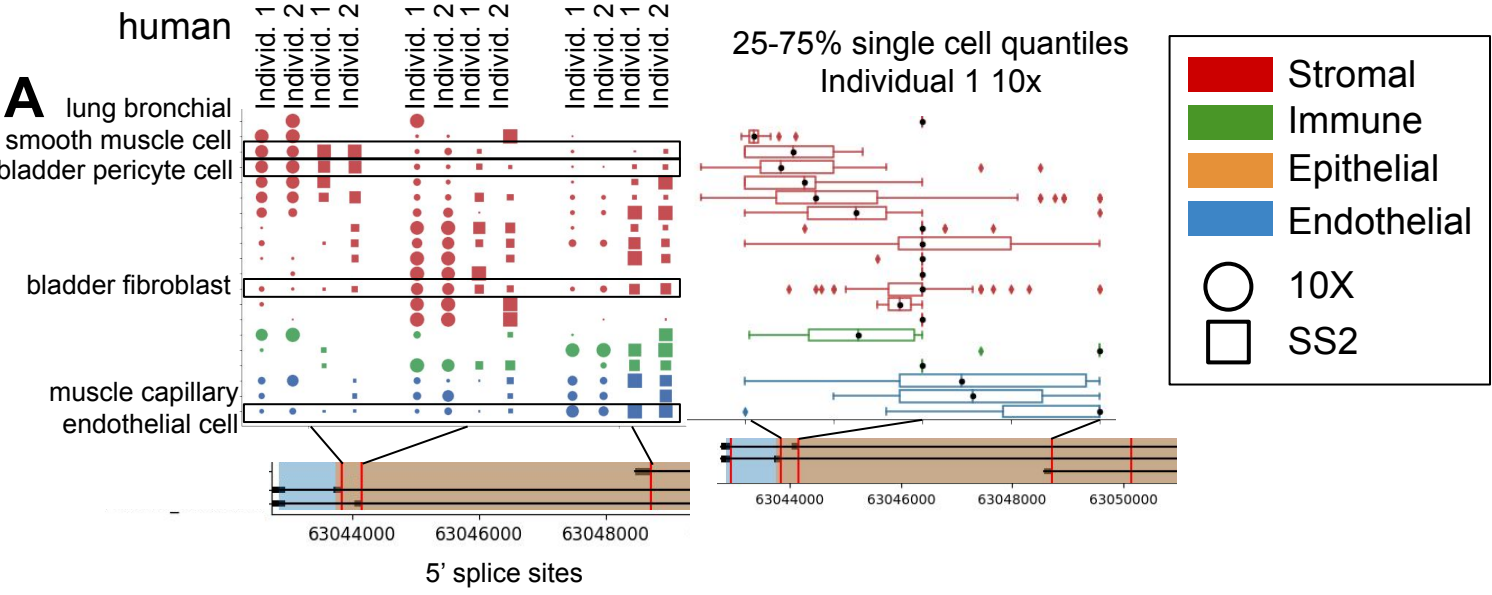 human
Individ. 1
Individ. 2
Individ. 1
Individ. 2
Individ. 1
Individ. 2
Individ. 1
Individ. 2
Individ. 1
Individ. 2
Individ. 1
Individ. 2
25-75% single cell quantiles
Individual 1 10x
A
lung bronchial
smooth muscle cell
bladder pericyte cell
bladder fibroblast
muscle capillary
endothelial cell
63044000 63046000 63048000
5’ splice sites
63044000 63046000 63048000 63050000
Stromal
Immune
Epithelial
Endothelial
10X
SS2